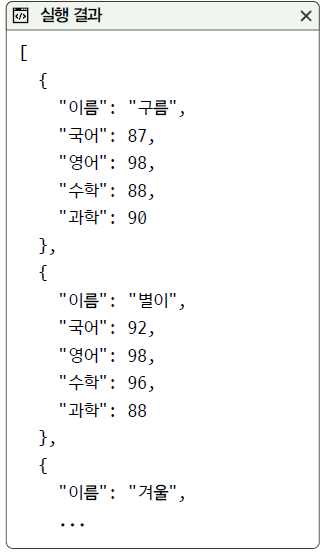 실행 결과
[
  {
    "이름": "구름",
    "국어": 87,
    "영어": 98,
    "수학": 88,
    "과학": 90
  },
  {
    "이름": "별이",
    "국어": 92,
    "영어": 98,
    "수학": 96,
    "과학": 88
  },
  {
    "이름": "겨울",
    ...